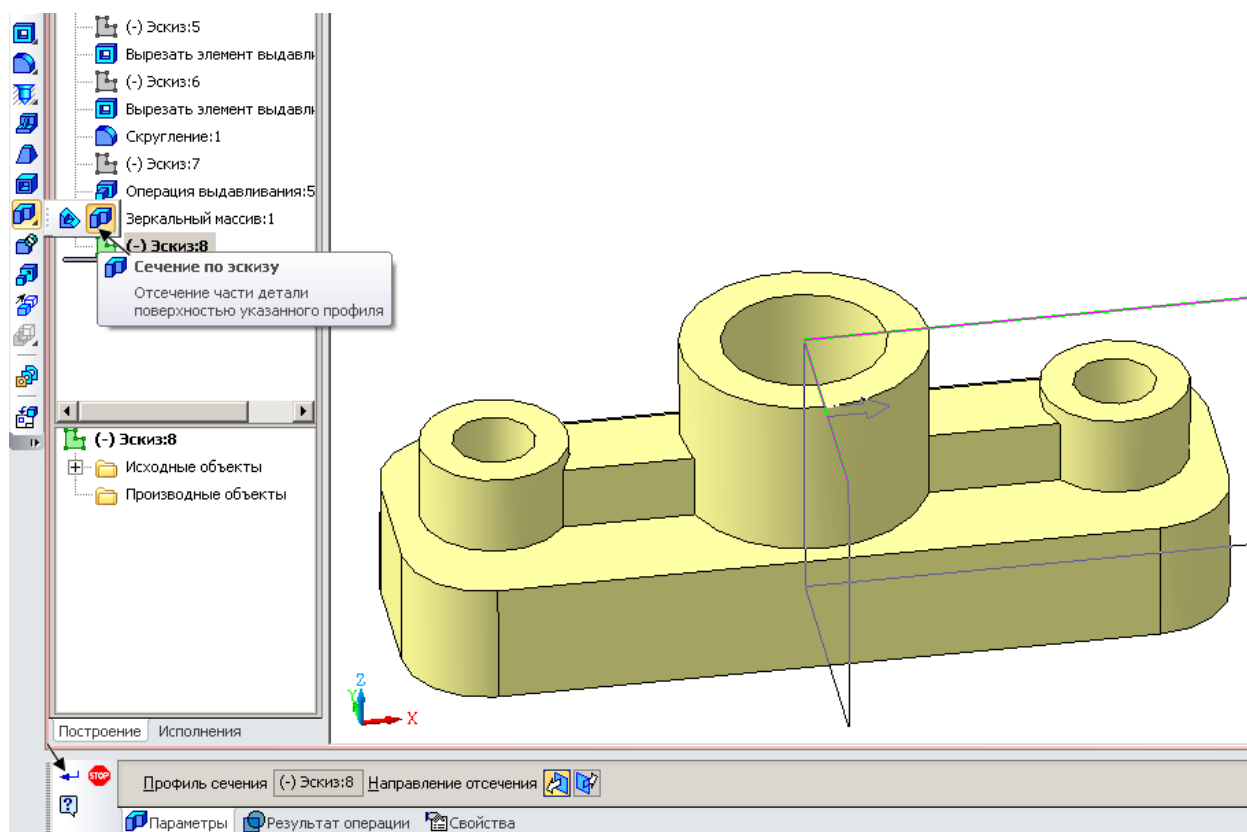 (-) Эскиз:5
Вырезать элемент выдавли
(-) Эскиз:6
Вырезать элемент выдавли
Скругление:1
(-) Эскиз:7
Операция выдавливания:5
Зеркальный массив:1
(-) Эскиз:8
Сечение по эскизу
Отсечение части детали
поверхностью указанного профиля
(-) Эскиз:8
Исходные объекты
Производные объекты
Z
Y
X
Построение Исполнения
STOP
Профиль сечения (-) Эскиз:8 Направление отсечения
Параметры Результат операции Свойства